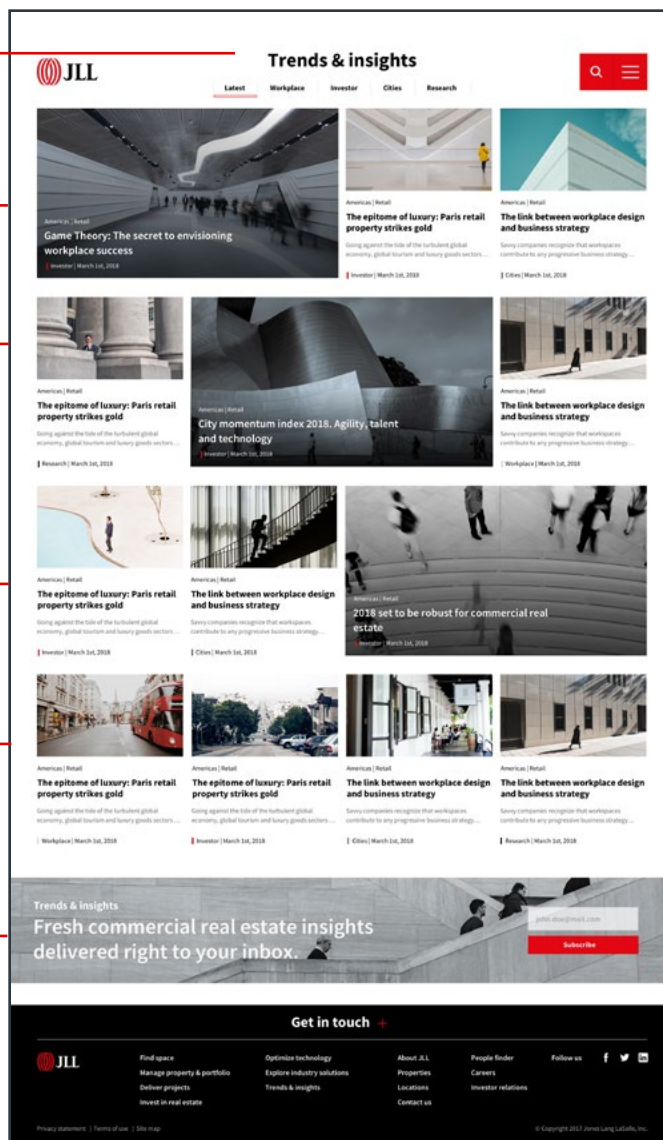 Trends & insights
JLL
Latest
Workplace
Investor
Cities
Research
Americas | Retail
Game Theory: The secret to envisioning
workplace success
Investor | March 1st, 2018
Americas | Retail
The epitome of luxury: Paris retail
property strikes gold
Going against the tide of the turbulent global
economy, global tourism and luxury goods sectors ...
Investor | March 1st, 2018
Americas | Retail
The link between workplace design
and business strategy
Savvy companies recognize that workspaces
contribute to any progressive business strategy ...
Cities | March 1st, 2018
Americas | Retail
The epitome of luxury: Paris retail
property strikes gold
Going against the tide of the turbulent global
economy, global tourism and luxury goods sectors ...
Research | March 1st, 2018
Americas | Retail
City momentum index 2018. Agility, talent
and technology
Investor | March 1st, 2018
Americas | Retail
The link between workplace design
and business strategy
Savvy companies recognize that workspaces
contribute to any progressive business strategy ...
Workplace | March 1st, 2018
Americas | Retail
The epitome of luxury: Paris retail
property strikes gold
Going against the tide of the turbulent global
economy, global tourism and luxury goods sectors ...
Investor | March 1st, 2018
Americas | Retail
The link between workplace design
and business strategy
Savvy companies recognize that workspaces
contribute to any progressive business strategy ...
Cities | March 1st, 2018
Americas | Retail
2018 set to be robust for commercial real
estate
Investor | March 1st, 2018
Americas | Retail
The epitome of luxury: Paris retail
property strikes gold
Going against the tide of the turbulent global
economy, global tourism and luxury goods sectors ...
Workplace | March 1st, 2018
Americas | Retail
The epitome of luxury: Paris retail
property strikes gold
Going against the tide of the turbulent global
economy, global tourism and luxury goods sectors ...
Investor | March 1st, 2018
Americas | Retail
The link between workplace design
and business strategy
Savvy companies recognize that workspaces
contribute to any progressive business strategy ...
Cities | March 1st, 2018
Americas | Retail
The link between workplace design
and business strategy
Savvy companies recognize that workspaces
contribute to any progressive business strategy ...
Research | March 1st, 2018
Trends & insights
Fresh commercial real estate insights
delivered right to your inbox.
john.doe@mail.com
Subscribe
Get in touch +
JLL
Find space
Manage property & portfolio
Deliver projects
Invest in real estate
Optimize technology
Explore industry solutions
Trends & insights
About JLL
Properties
Locations
Contact us
People finder
Careers
Investor relations
Follow us
Privacy statement | Terms of use | Site map
© Copyright 2017 Jones Lang LaSalle, Inc.